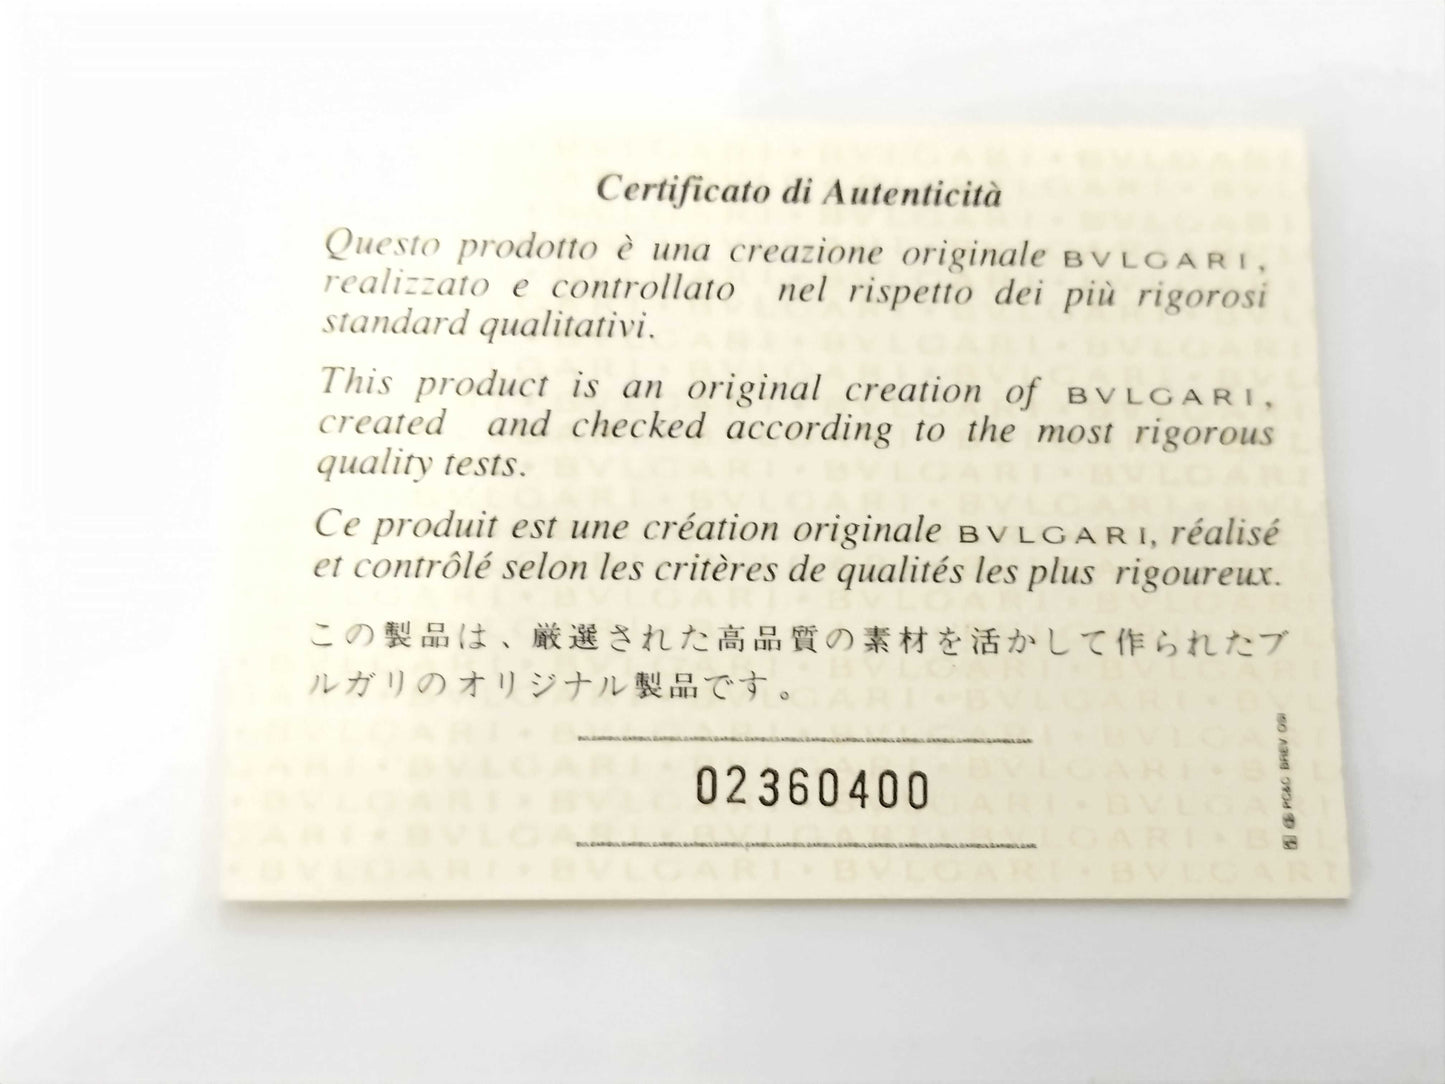 Certificato di Autenticità
Questo prodotto è una creazione originale BVLGARI,
realizzato e controllato nel rispetto dei più rigorosi
standard qualitativi.
This product is an original creation of BVLGARI,
created and checked according to the most rigorous
quality tests.
Ce produit est une création originale BVLGARI, réalisé
et contrôlé selon les critères de qualités les plus rigoureux.
この製品は、厳選された高品質の素材を活かして作られたブ
ルガリのオリジナル製品です。
02360400
PC&C BREV OSI